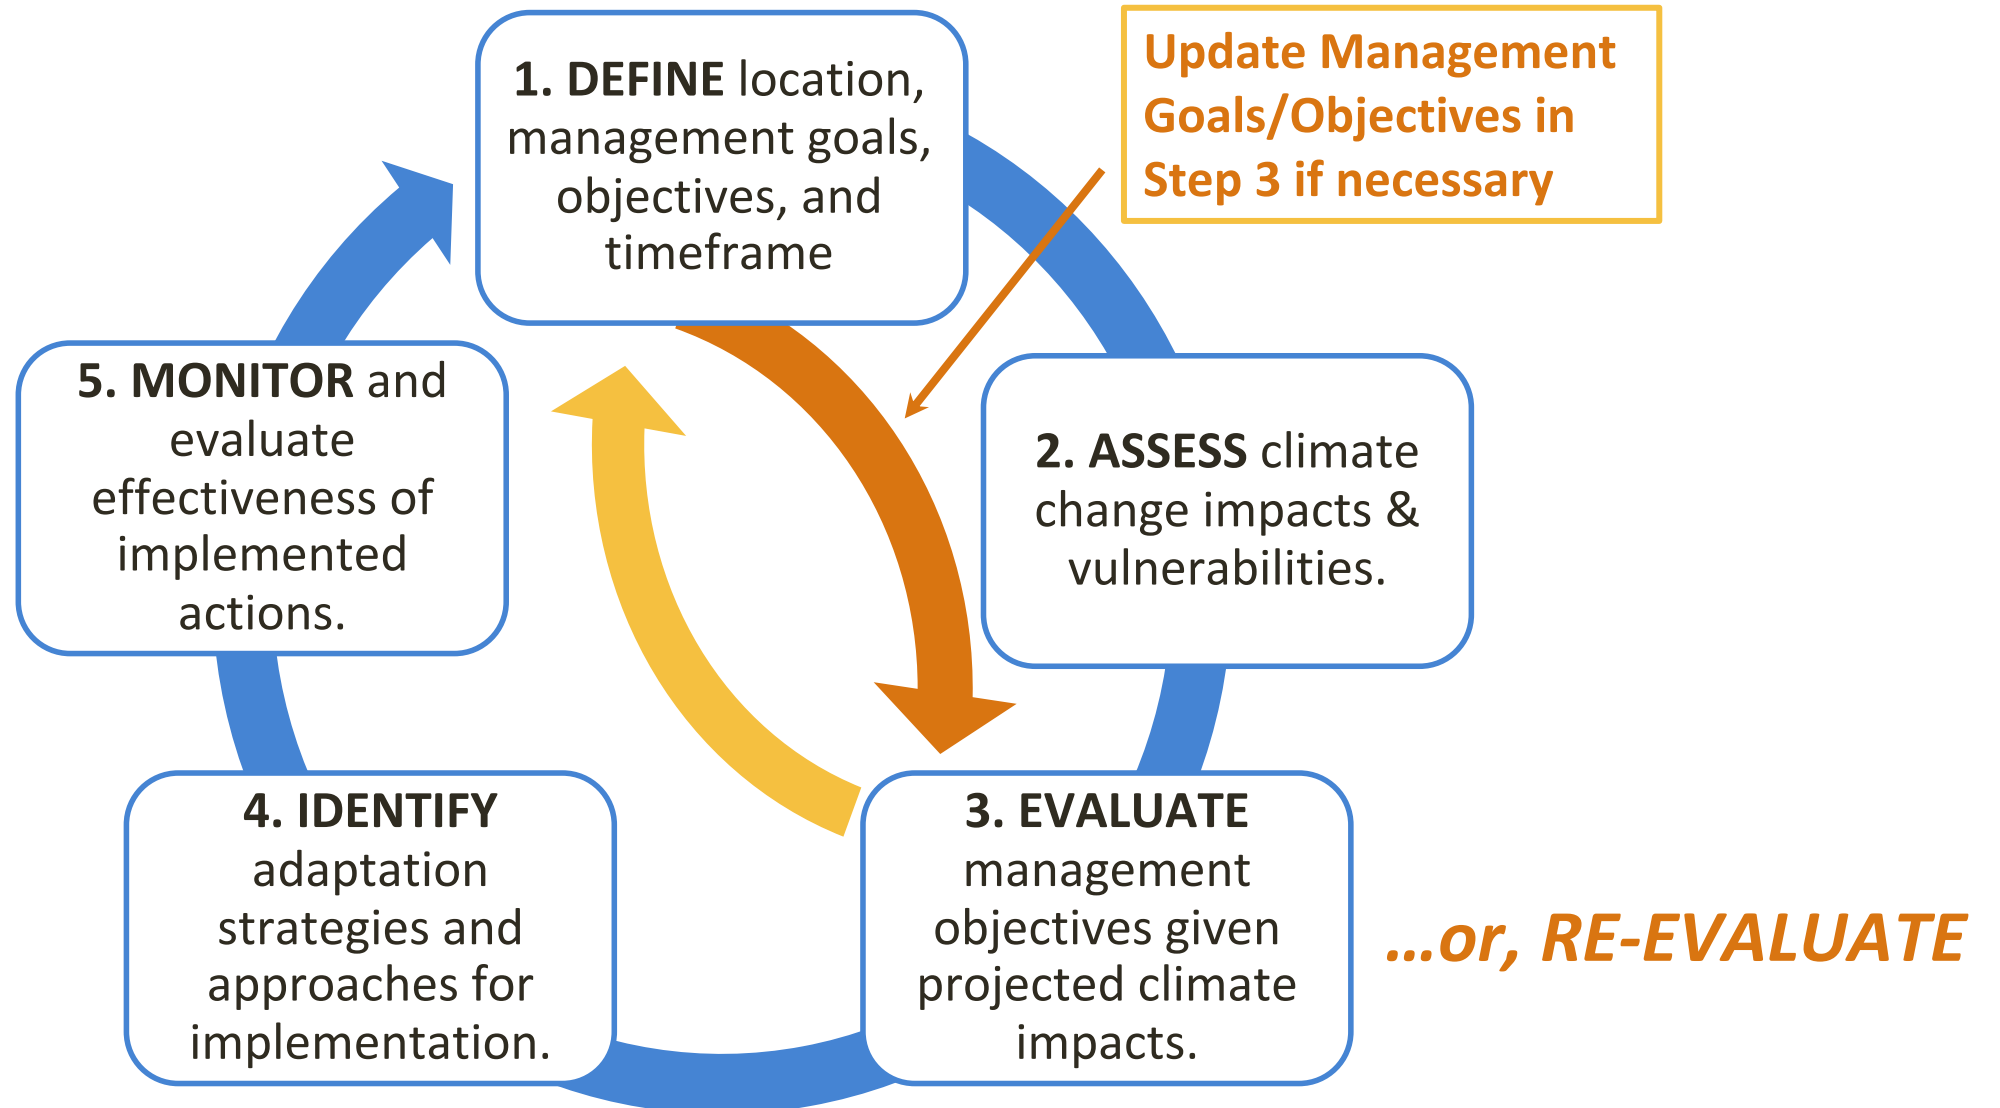 1. DEFINE location,
management goals,
objectives, and
timeframe
Update Management
Goals/Objectives in
Step 3 if necessary
2. ASSESS climate
change impacts &
vulnerabilities.
3. EVALUATE
management
objectives given
projected climate
impacts.
...or, RE-EVALUATE
4. IDENTIFY
adaptation
strategies and
approaches for
implementation.
5. MONITOR and
evaluate
effectiveness of
implemented
actions.